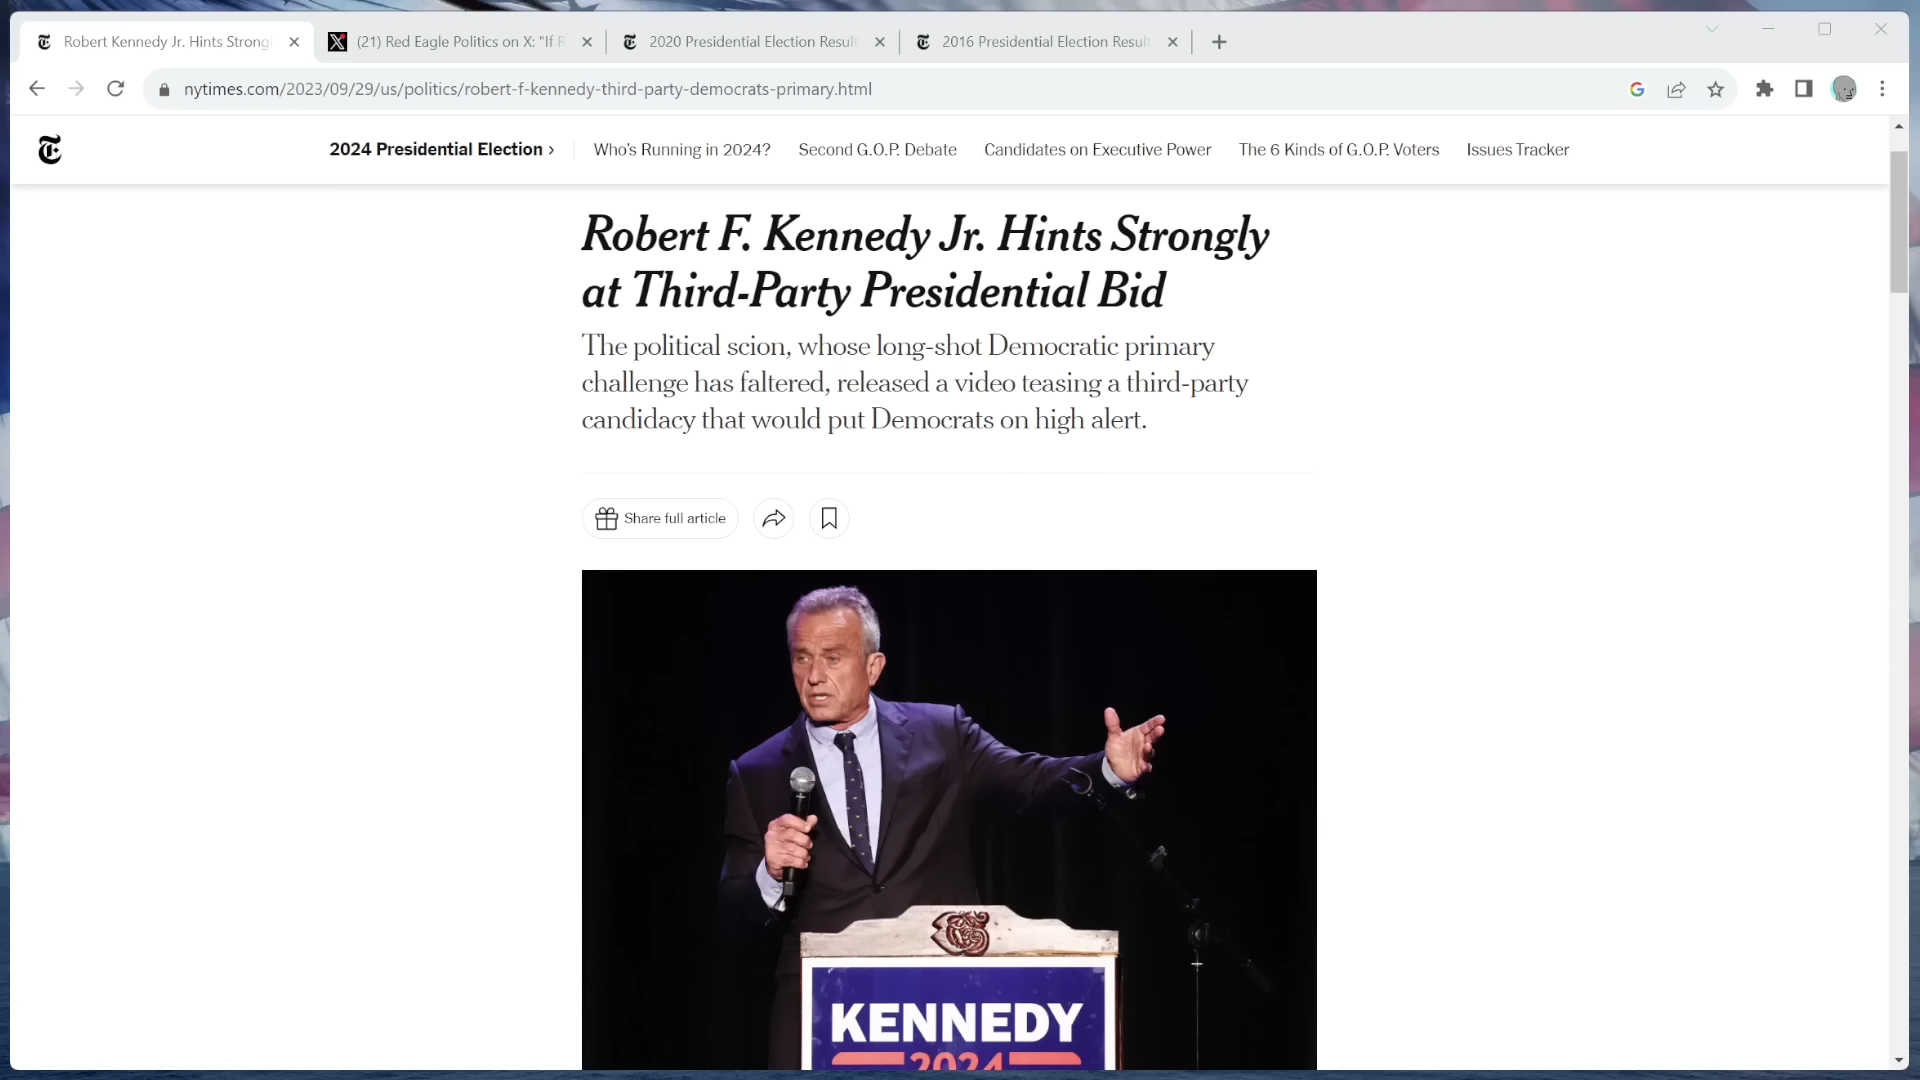 Robert Kennedy Jr. Hints Strong
(21) Red Eagle Politics on X: "If R
2020 Presidential Election Result
2016 Presidential Election Result
nytimes.com/2023/09/29/us/politics/robert-f-kennedy-third-party-democrats-primary.html
2024 Presidential Election ›
Who's Running in 2024?
Second G.O.P. Debate
Candidates on Executive Power
The 6 Kinds of G.O.P. Voters
Issues Tracker
Robert F. Kennedy Jr. Hints Strongly
at Third-Party Presidential Bid
The political scion, whose long-shot Democratic primary
challenge has faltered, released a video teasing a third-party
candidacy that would put Democrats on high alert.
Share full article
KENNEDY
2024